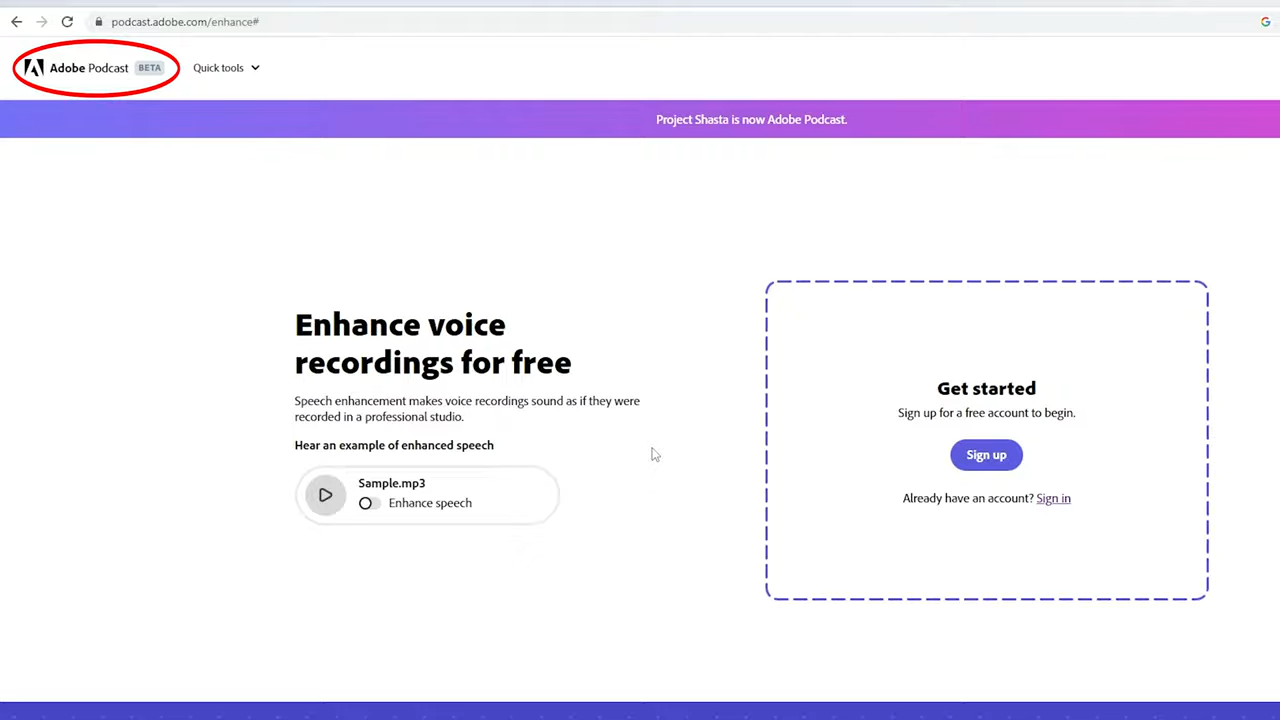 podcast.adobe.com/enhance#
Adobe Podcast BETA Quick tools
Project Shasta is now Adobe Podcast.
Enhance voice
recordings for free
Speech enhancement makes voice recordings sound as if they were
recorded in a professional studio.
Hear an example of enhanced speech
Sample.mp3
Enhance speech
Get started
Sign up for a free account to begin.
Sign up
Already have an account? Sign in